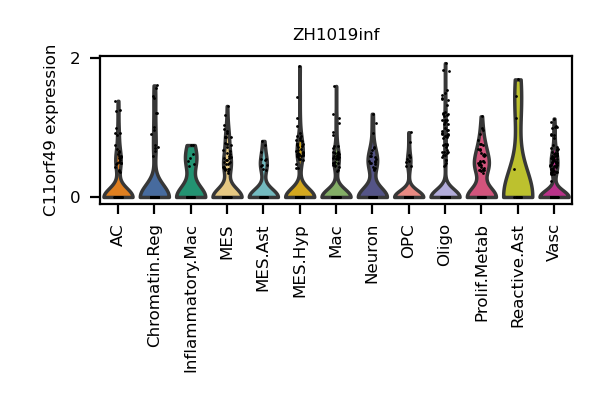 ZH1019inf
C11orf49 expression
2
0
AC
Chromatin.Reg
Inflammatory.Mac
MES
MES.Ast
MES.Hyp
Mac
Neuron
OPC
Oligo
Prolif.Metab
Reactive.Ast
Vasc